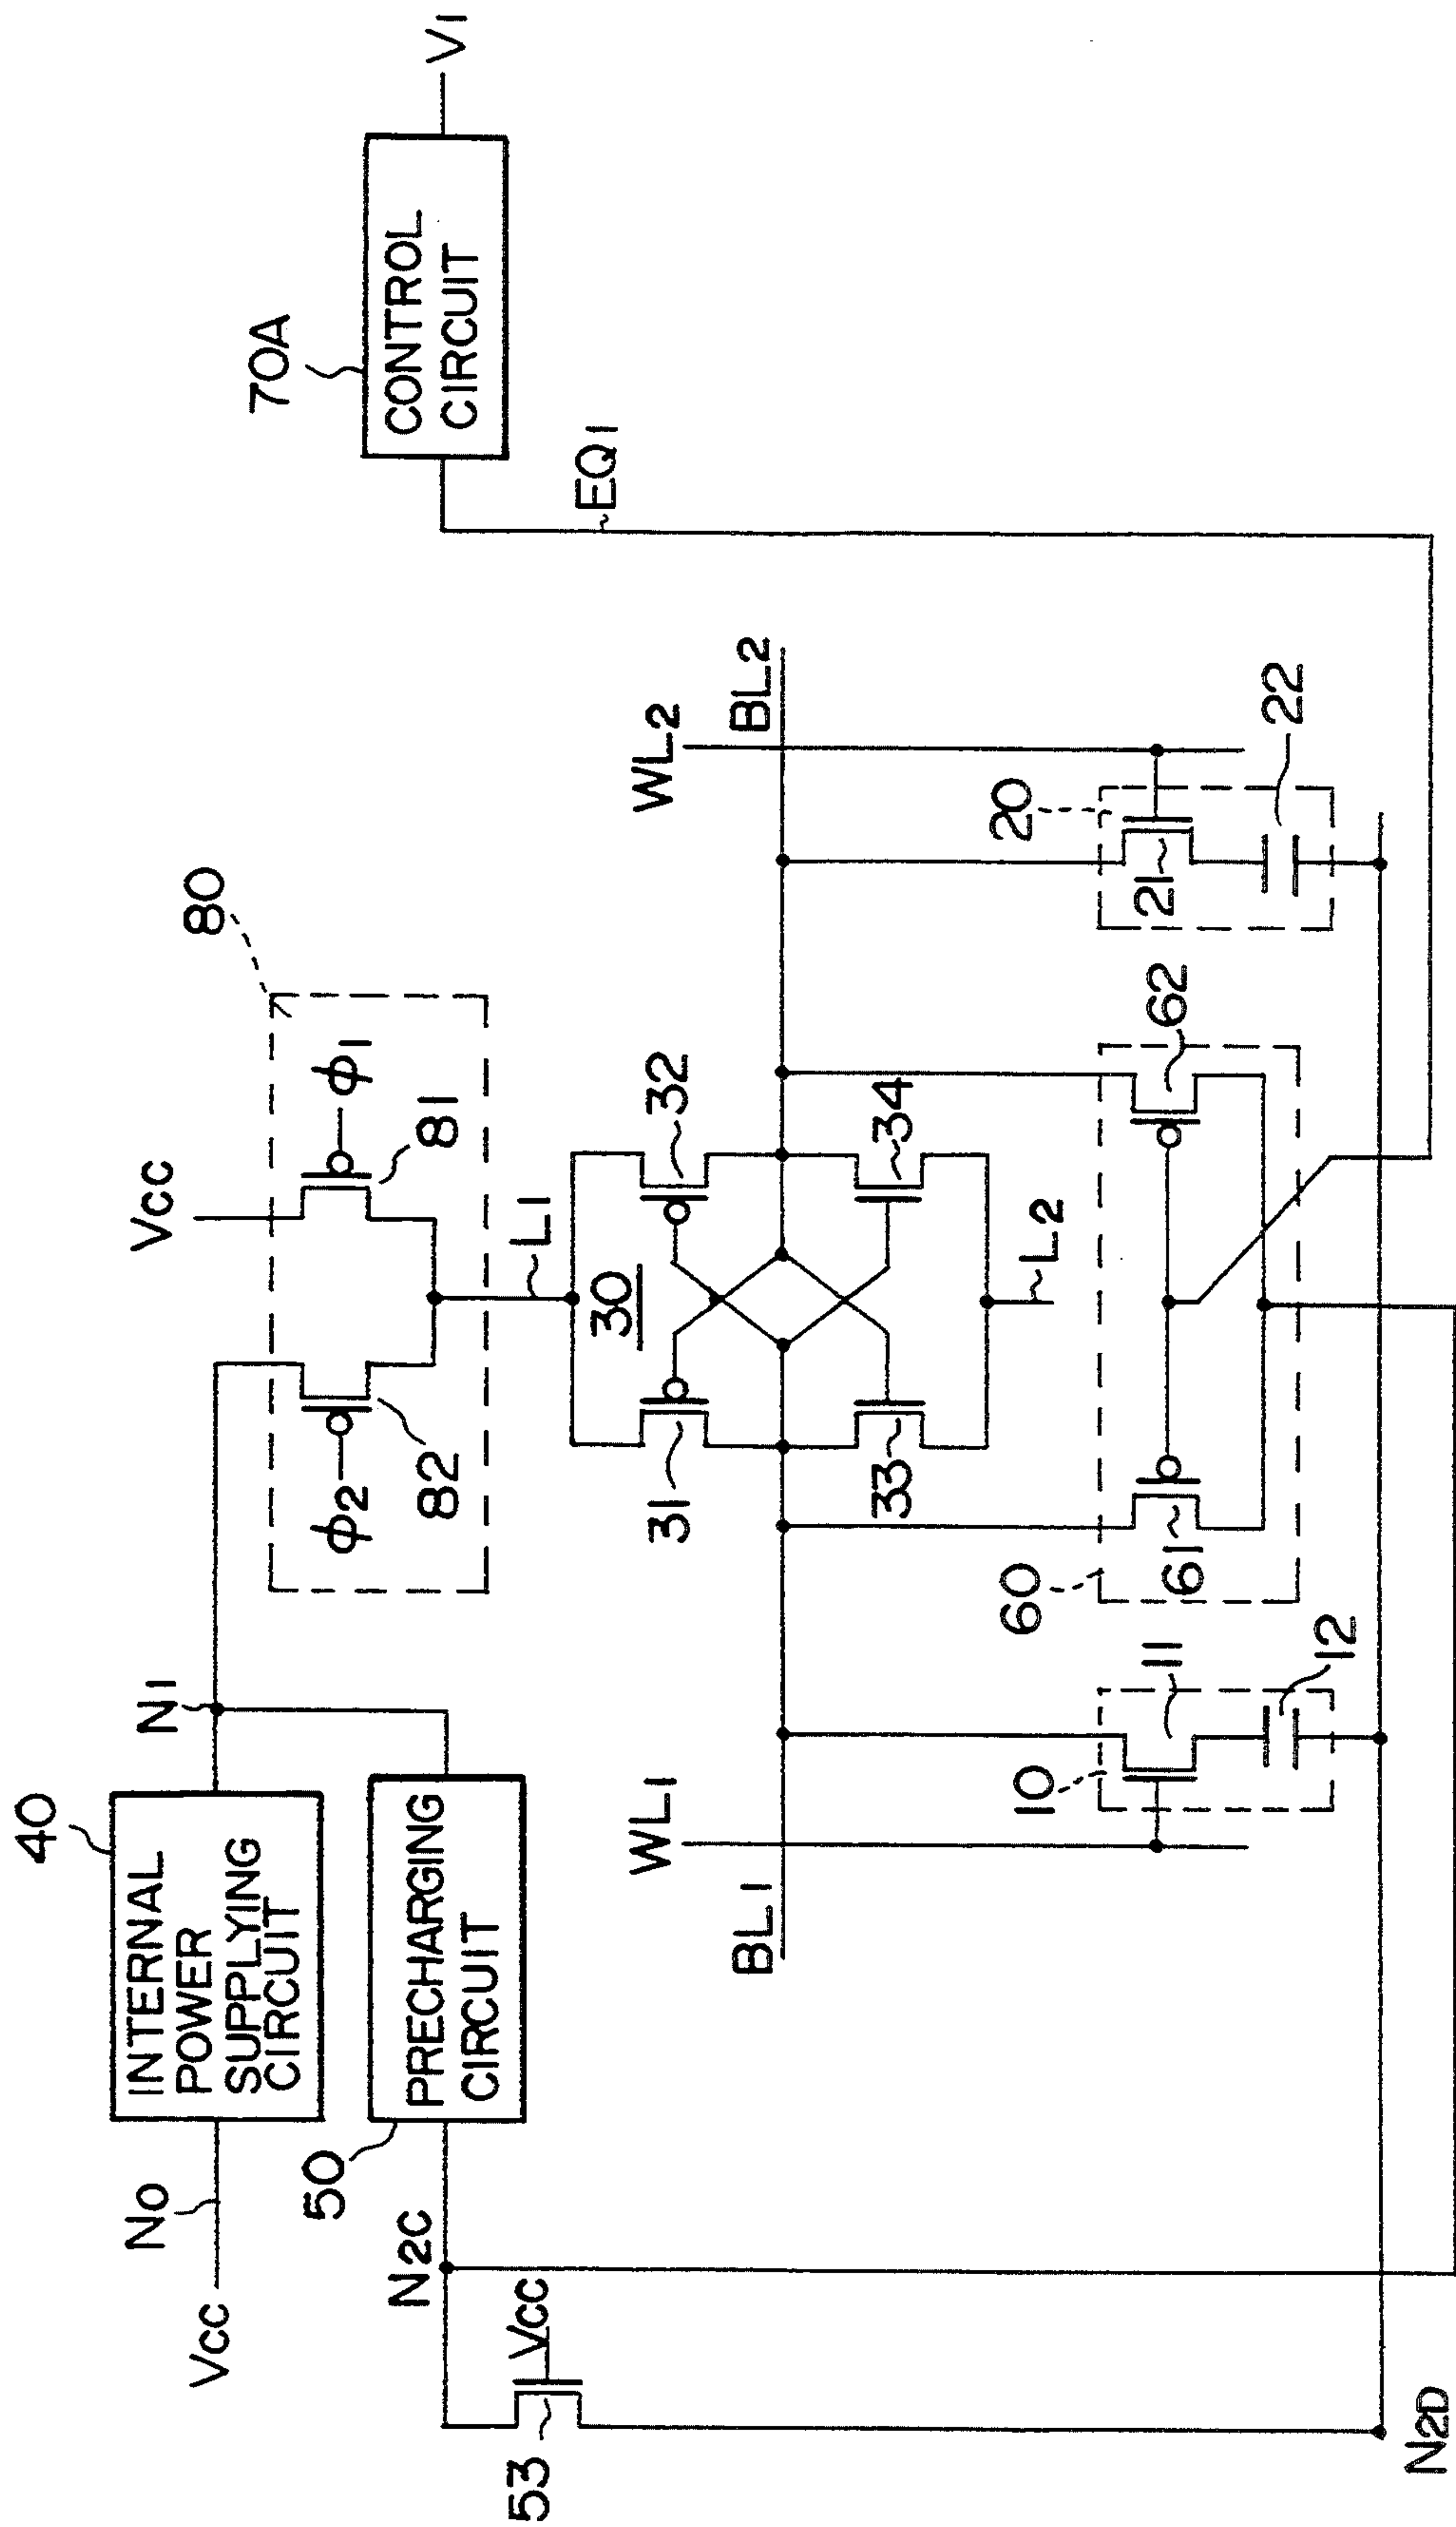 Vcc
No
40
INTERNAL
POWER
SUPPLYING
CIRCUIT
N1
80
Vcc
ϕ1
81
ϕ2
82
70A
CONTROL
CIRCUIT
V1
EQ1
50
PRECHARGING
CIRCUIT
N2C
Vcc
53
L1
30
31
32
33
34
L2
WL1
BL1
WL2
BL2
10
11
12
60
61
62
20
21
22
N2D